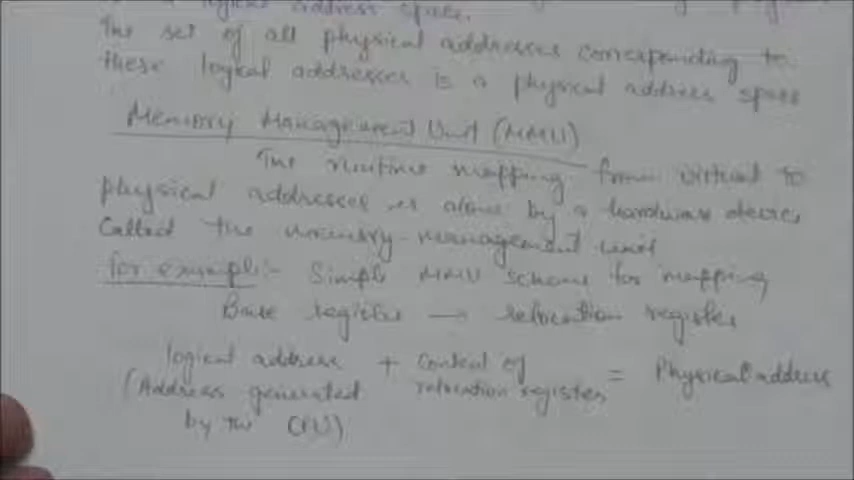 a logical address space.
The set of all physical addresses corresponding to
these logical addresses is a physical address space
Memory Management Unit (MMU)
The runtime mapping from virtual to
physical addresses is done by a hardware device,
Called the memory-management unit
for example:- Simple MMU scheme for mapping
Base register → relocation register
logical address + Content of relocation register = Physical address
(Address generated
by the CPU)